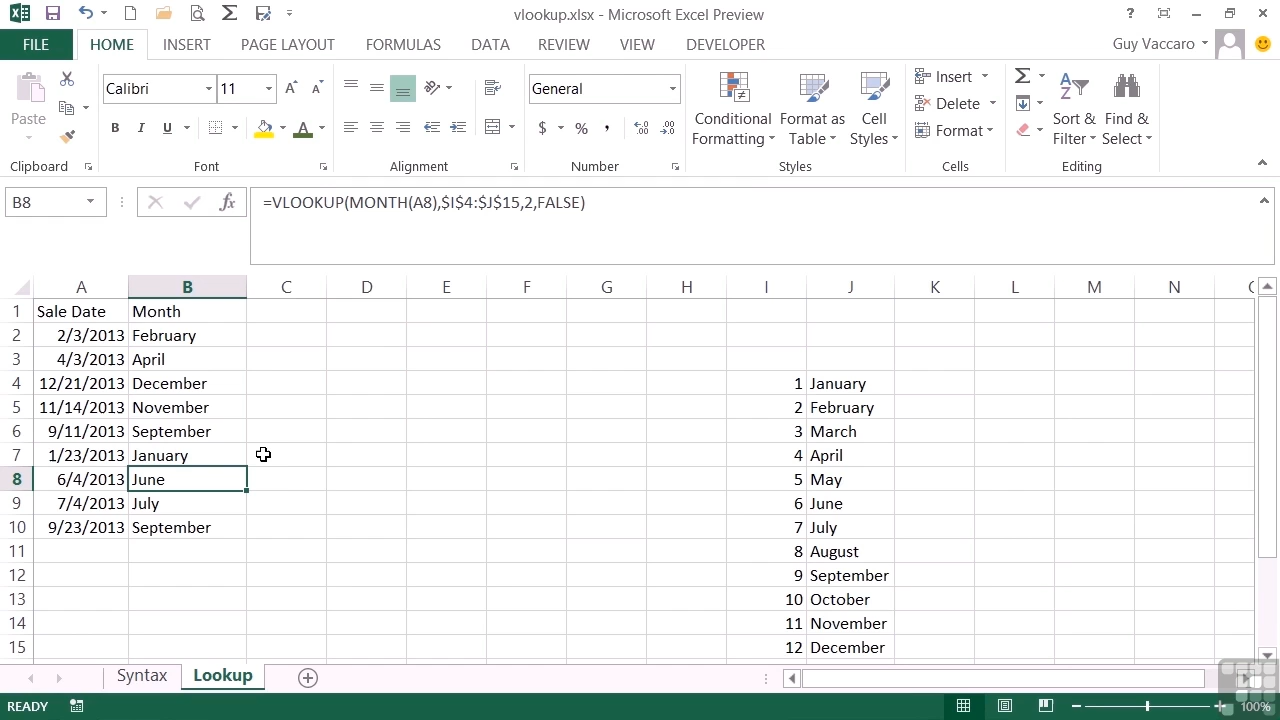 vlookup.xlsx - Microsoft Excel Preview
?
FILE HOME INSERT PAGE LAYOUT FORMULAS DATA REVIEW VIEW DEVELOPER Guy Vaccaro
Calibri 11 General
Insert
Delete
Format
Paste
B I U A $ % ,
Conditional Formatting
Format as Table
Cell Styles
Sort & Filter
Find & Select
Clipboard Font Alignment Number Styles Cells Editing
B8 fx =VLOOKUP(MONTH(A8),$I$4:$J$15,2,FALSE)
A B C D E F G H I J K L M N
1 Sale Date Month
2 2/3/2013 February
3 4/3/2013 April
4 12/21/2013 December 1 January
5 11/14/2013 November 2 February
6 9/11/2013 September 3 March
7 1/23/2013 January 4 April
8 6/4/2013 June 5 May
9 7/4/2013 July 6 June
10 9/23/2013 September 7 July
11 8 August
12 9 September
13 10 October
14 11 November
15 12 December
Syntax Lookup
READY 100%